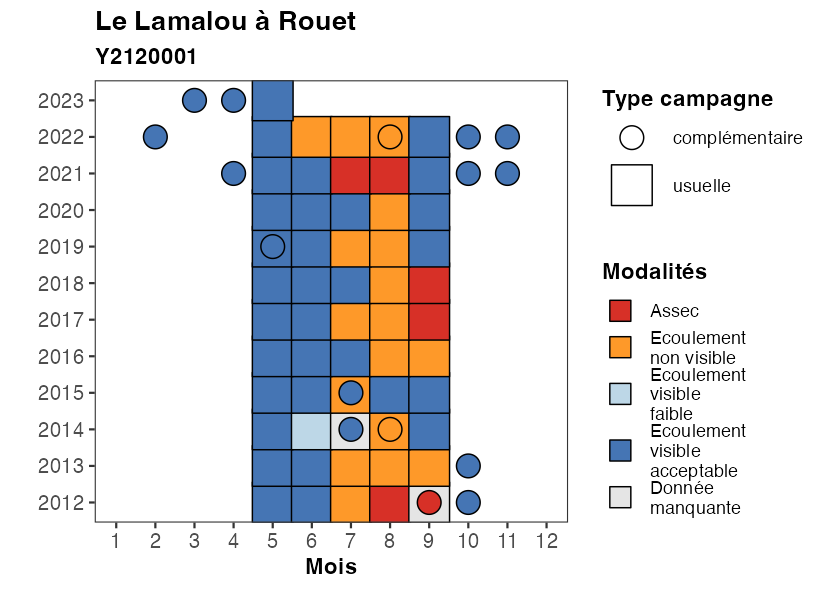 Le Lamalou à Rouet
Y2120001
2023
2022
2021
2020
2019
2018
2017
2016
2015
2014
2013
2012
1 2 3 4 5 6 7 8 9 10 11 12
Mois
Type campagne
complémentaire
usuelle
Modalités
Assec
Ecoulement
non visible
Ecoulement
visible
faible
Ecoulement
visible
acceptable
Donnée
manquante